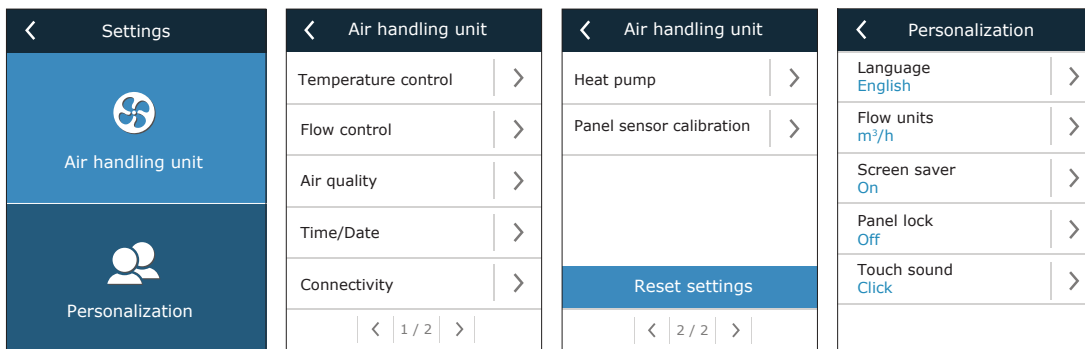 Settings
Air handling unit
Personalization
Air handling unit
Temperature control
Flow control
Air quality
Time/Date
Connectivity
1 / 2
Air handling unit
Heat pump
Panel sensor calibration
Reset settings
2 / 2
Personalization
Language
English
Flow units
m³/h
Screen saver
On
Panel lock
Off
Touch sound
Click